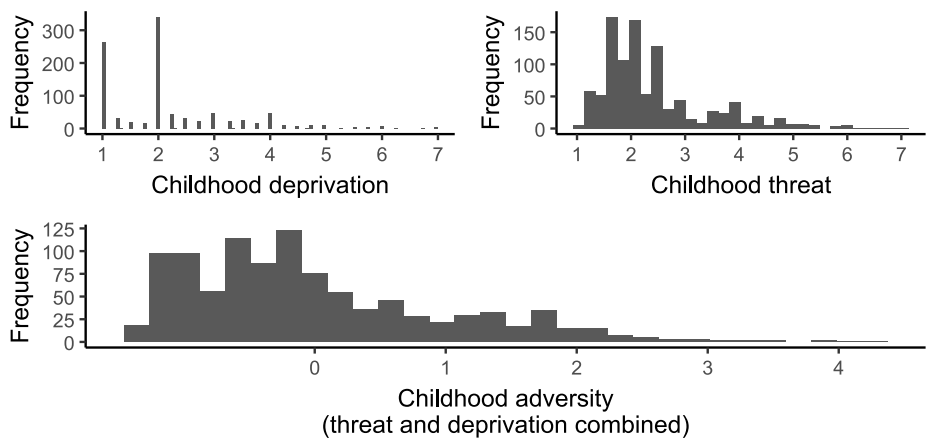 Frequency
300
200
100
0
1 2 3 4 5 6 7
Childhood deprivation
Frequency
150
100
50
0
1 2 3 4 5 6 7
Childhood threat
Frequency
125
100
75
50
25
0
0 1 2 3 4
Childhood adversity
(threat and deprivation combined)